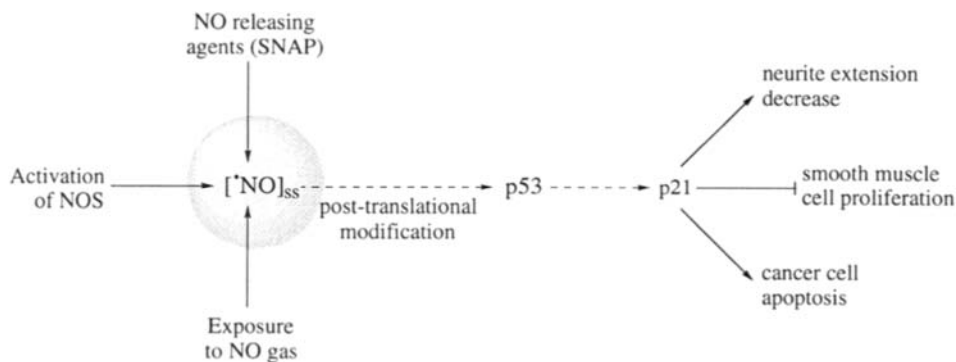 NO releasing
agents (SNAP)
neurite extension
decrease
Activation
of NOS
[•NO]ss
post-translational
modification
p53
p21
smooth muscle
cell proliferation
cancer cell
apoptosis
Exposure
to NO gas